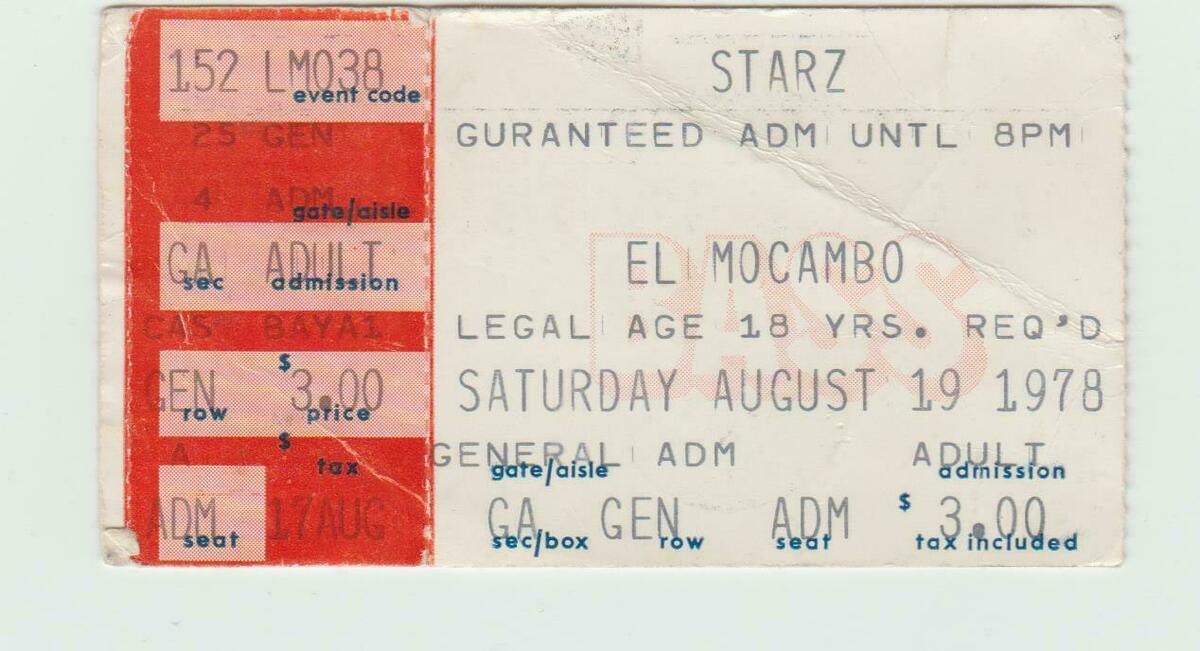 152 LM038
event code
25 GEN
4 ADM
gate/aisle
GA ADULT
sec admission
CAS BAYA1
$
GEN 3.00
row price
$
A
tax
ADM 17AUG
seat
STARZ
GURANTEED ADM UNTL 8PM
BASS
EL MOCAMBO
LEGAL AGE 18 YRS. REQ'D
SATURDAY AUGUST 19 1978
GENERAL ADM ADULT
gate/aisle admission
GA GEN ADM $ 3.00
sec/box row seat tax included